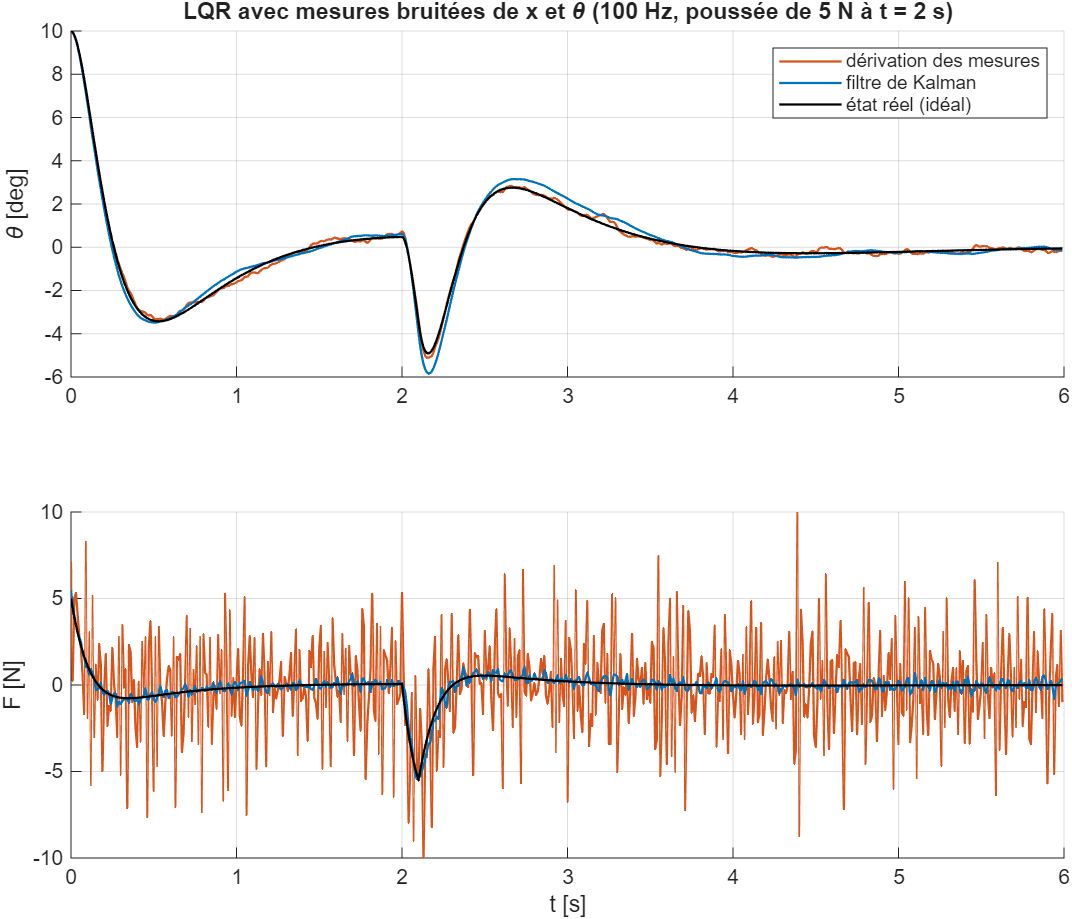 LQR avec mesures bruitées de x et θ (100 Hz, poussée de 5 N à t = 2 s)
dérivation des mesures
filtre de Kalman
état réel (idéal)
10
8
6
4
2
0
-2
-4
-6
θ [deg]
0 1 2 3 4 5 6
10
5
0
-5
-10
F [N]
0 1 2 3 4 5 6
t [s]